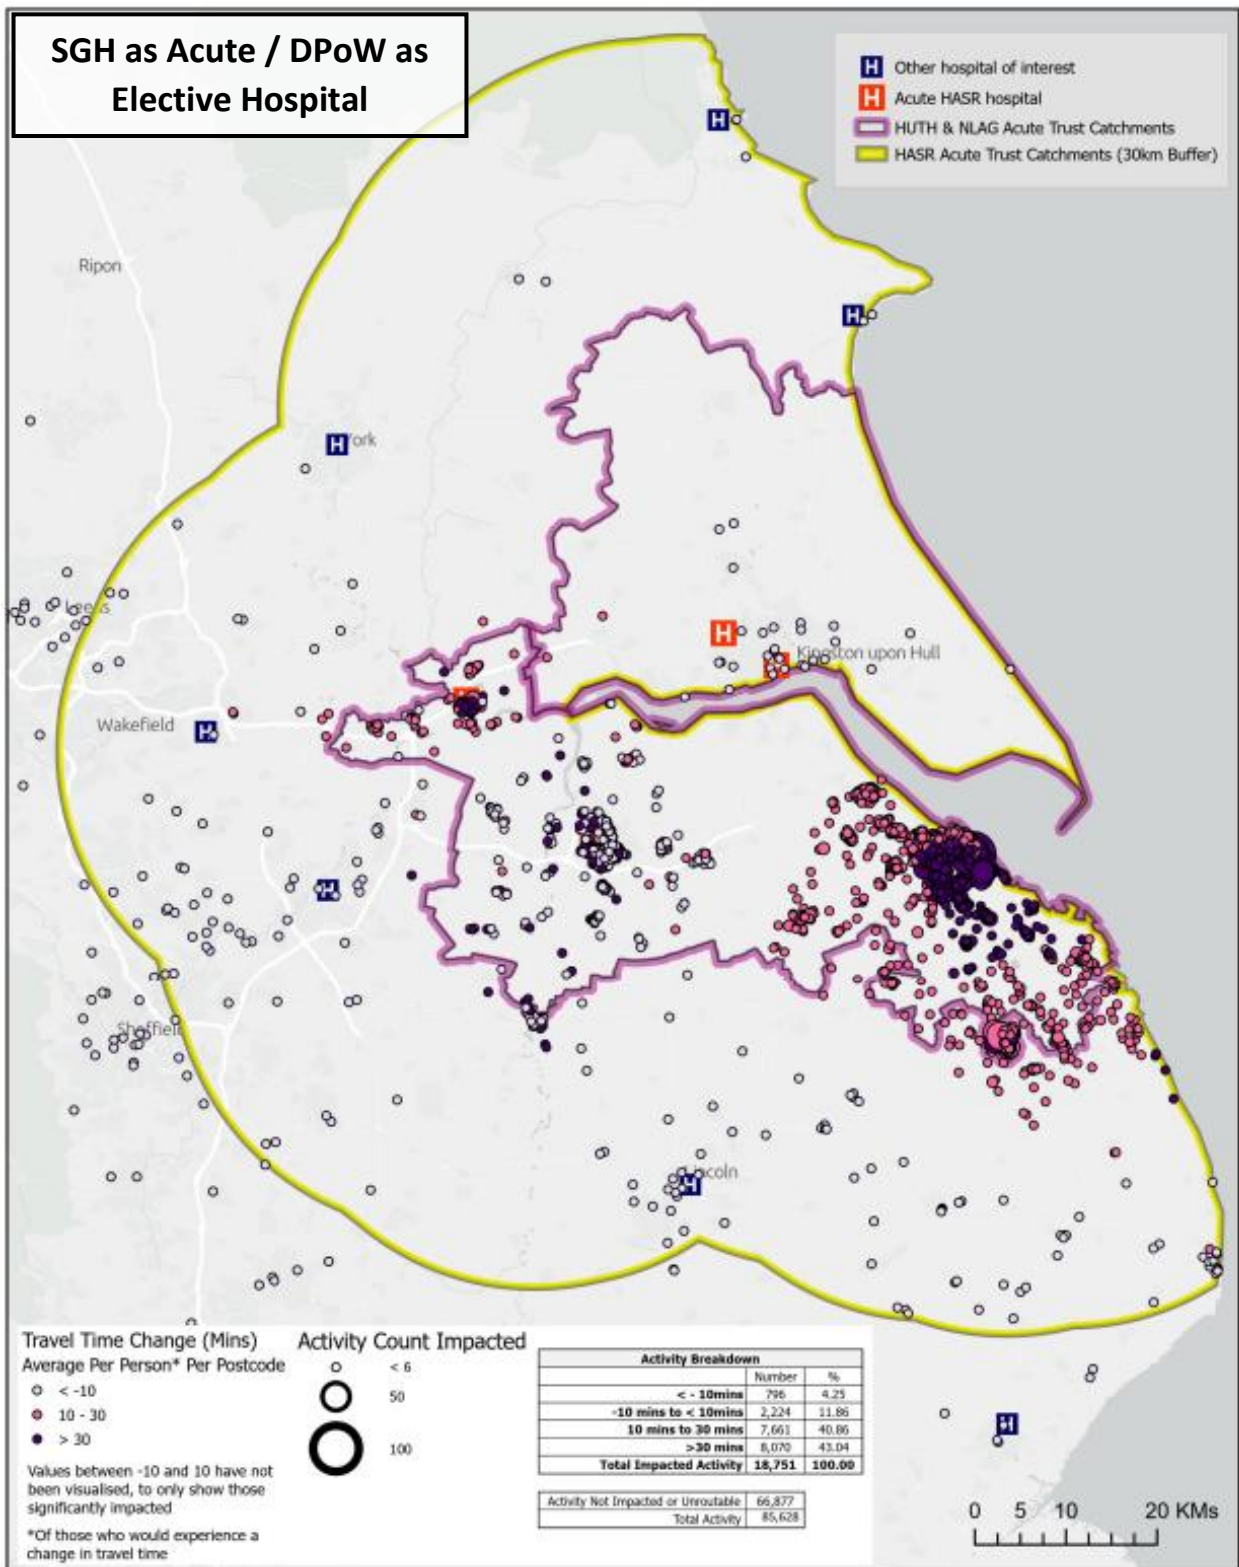 SGH as Acute / DPoW as
Elective Hospital
H Other hospital of interest
H Acute HASR hospital
HUTH & NLAG Acute Trust Catchments
HASR Acute Trust Catchments (30km Buffer)
H
Ripon
H
H York
Leeds
H
Kingston upon Hull
Wakefield
H
H
Sheffield
Lincoln
H
H
Travel Time Change (Mins)
Average Per Person* Per Postcode
< -10
10 - 30
> 30
Values between -10 and 10 have not
been visualised, to only show those
significantly impacted
*Of those who would experience a
change in travel time
Activity Count Impacted
< 6
50
100
Activity Breakdown
Number %
< - 10mins 796 4.25
-10 mins to < 10mins 2,224 11.86
10 mins to 30 mins 7,661 40.86
>30 mins 8,070 43.04
Total Impacted Activity 18,751 100.00
Activity Not Impacted or Unroutable 66,877
Total Activity 85,628
0 5 10 20 KMs